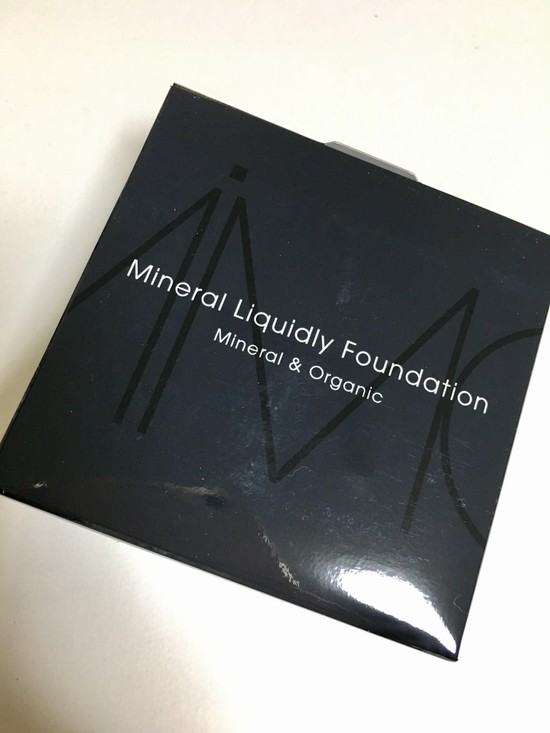 Mineral Liquidly Foundation
Mineral & Organic